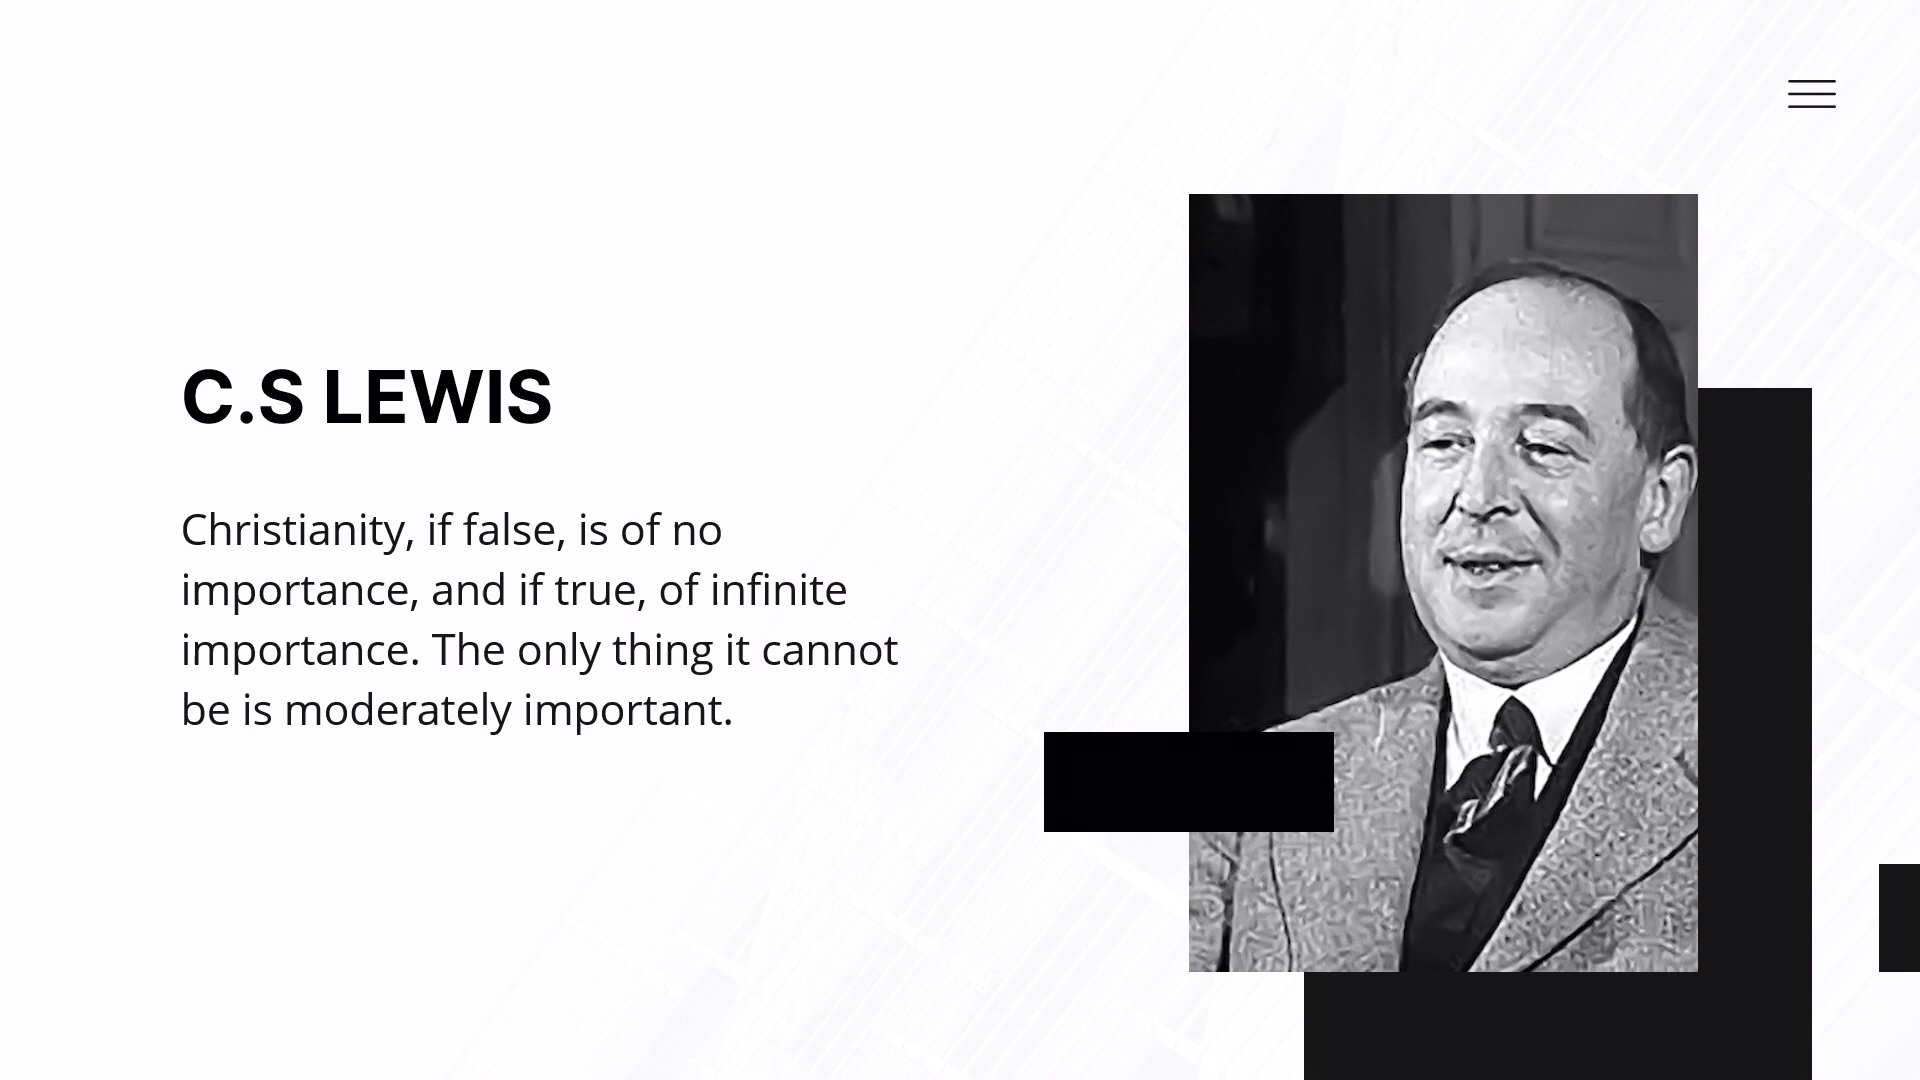 C.S LEWIS
Christianity, if false, is of no
importance, and if true, of infinite
importance. The only thing it cannot
be is moderately important.